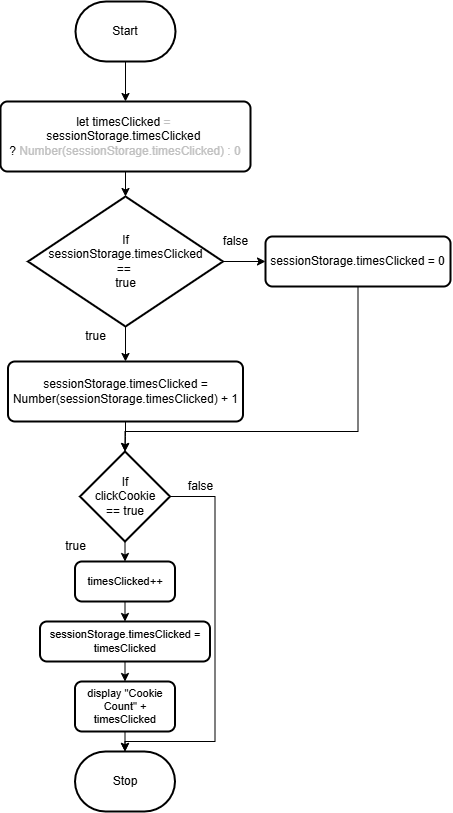 Start
let timesClicked =
sessionStorage.timesClicked
? Number(sessionStorage.timesClicked) : 0
If
sessionStorage.timesClicked
==
true
false
sessionStorage.timesClicked = 0
true
sessionStorage.timesClicked =
Number(sessionStorage.timesClicked) + 1
If
clickCookie
== true
false
true
timesClicked++
sessionStorage.timesClicked =
timesClicked
display "Cookie
Count" +
timesClicked
Stop